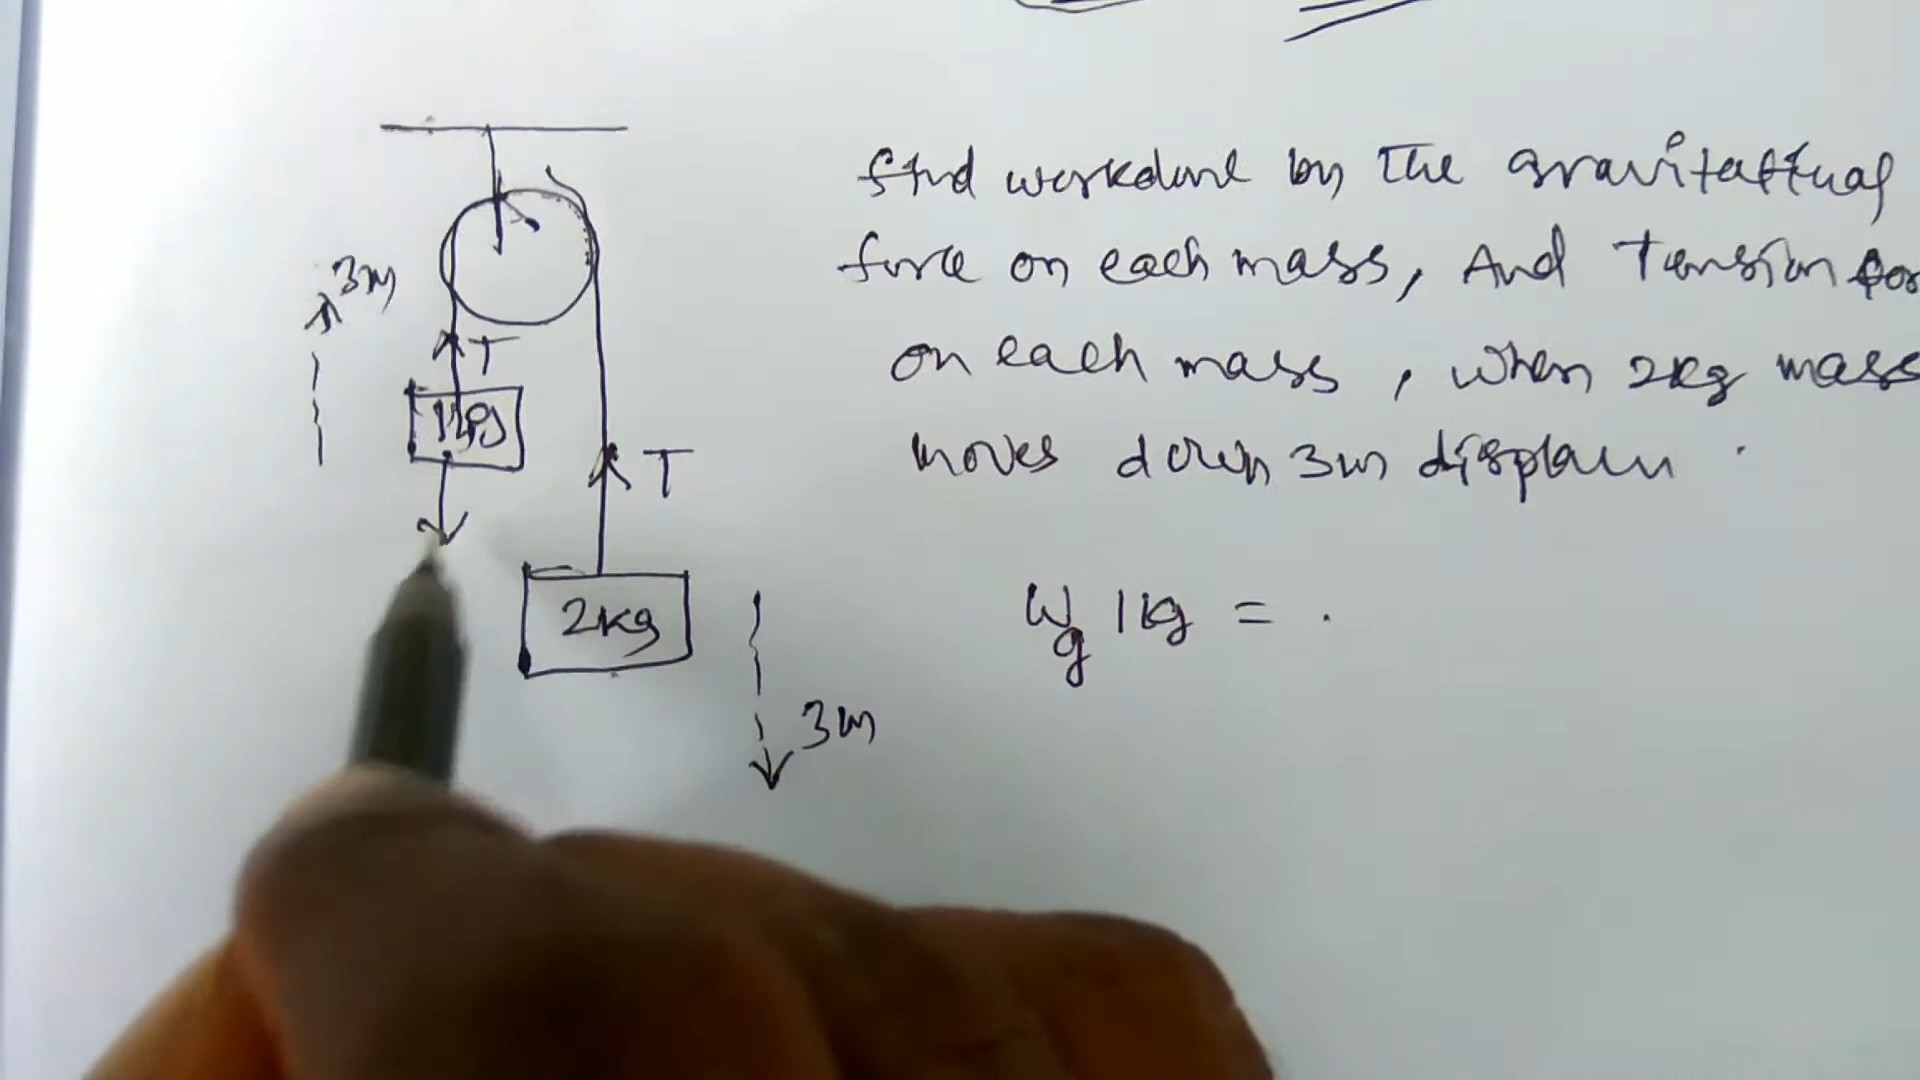 find workdone by The gravitational
force on each mass, And Tension for
on each mass, when 2kg mass
moves down 3m displacem
3m
T
1kg
T
2kg
3m
Wg 1kg = .